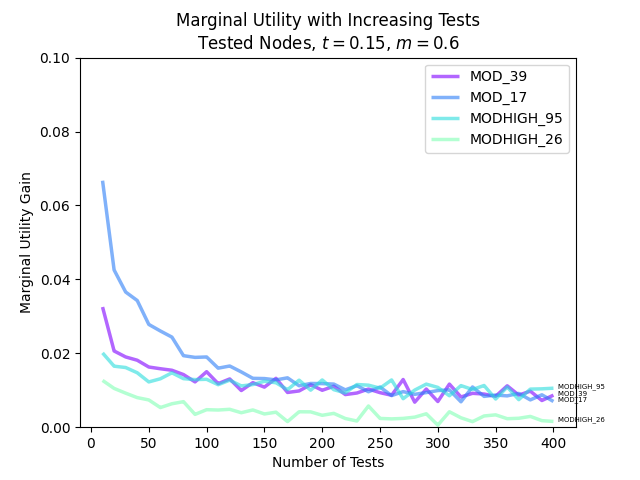 Marginal Utility with Increasing Tests
Tested Nodes, t = 0.15, m = 0.6
MOD_39
MOD_17
MODHIGH_95
MODHIGH_26
0.10
0.08
0.06
0.04
0.02
0.00
Marginal Utility Gain
MODHIGH_95
MOD_39
MOD_17
MODHIGH_26
0 50 100 150 200 250 300 350 400
Number of Tests